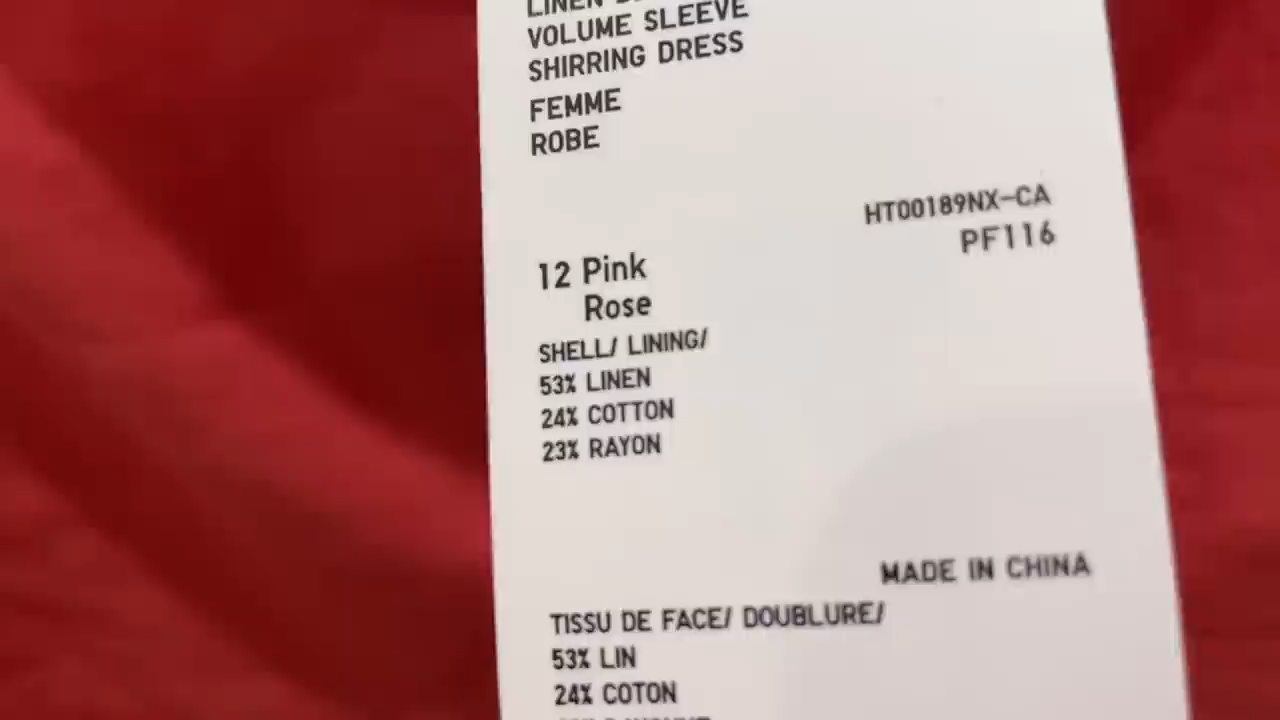 LINEN
VOLUME SLEEVE
SHIRRING DRESS
FEMME
ROBE
HT00189NX-CA
PF116
12 Pink
Rose
SHELL/ LINING/
53% LINEN
24% COTTON
23% RAYON
MADE IN CHINA
TISSU DE FACE/ DOUBLURE/
53% LIN
24% COTON